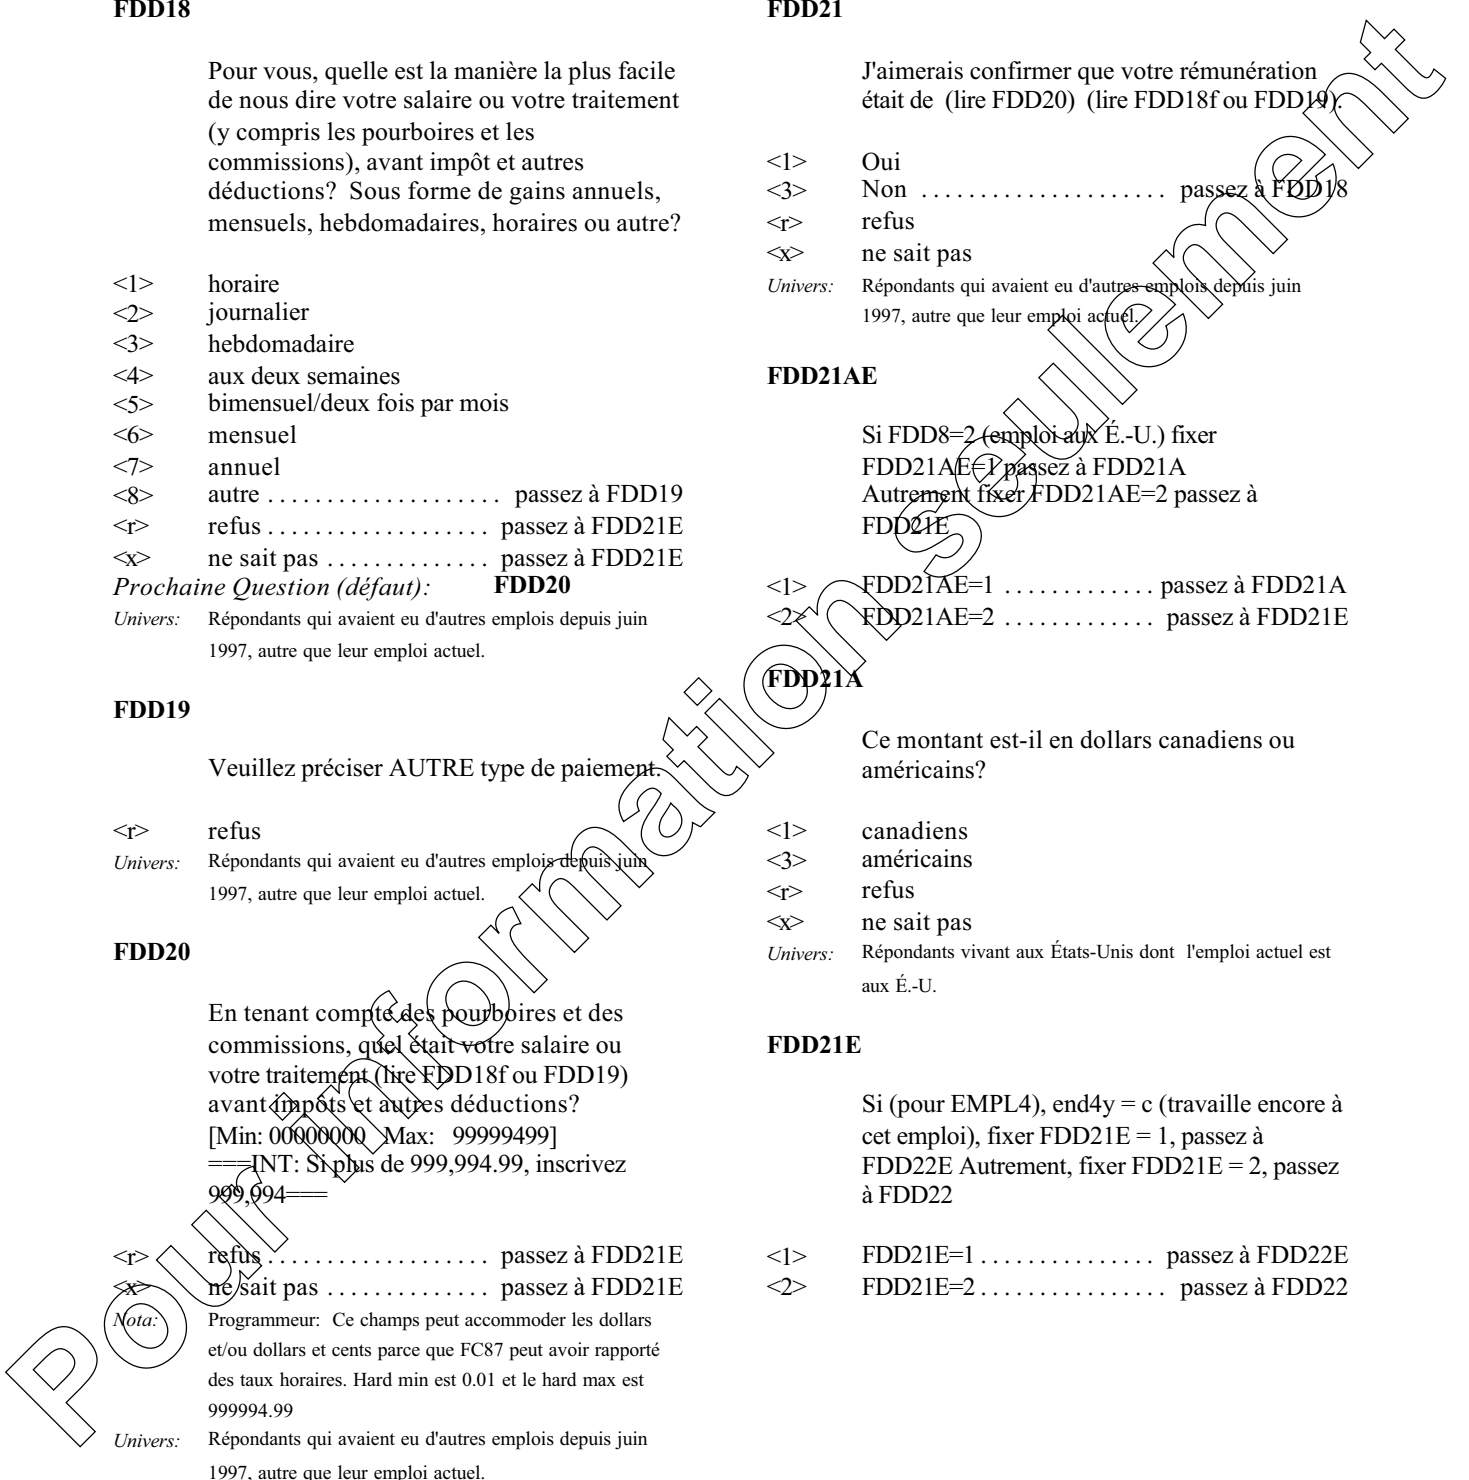 FDD18
Pour vous, quelle est la manière la plus facile
de nous dire votre salaire ou votre traitement
(y compris les pourboires et les
commissions), avant impôt et autres
déductions? Sous forme de gains annuels,
mensuels, hebdomadaires, horaires ou autre?
<1> horaire
<2> journalier
<3> hebdomadaire
<4> aux deux semaines
<5> bimensuel/deux fois par mois
<6> mensuel
<7> annuel
<8> autre . . . . . . . . . . . . . . . . . . . . passez à FDD19
<r> refus . . . . . . . . . . . . . . . . . . . passez à FDD21E
<x> ne sait pas . . . . . . . . . . . . . . passez à FDD21E
Prochaine Question (défaut): FDD20
Univers: Répondants qui avaient eu d'autres emplois depuis juin
1997, autre que leur emploi actuel.
FDD19
Veuillez préciser AUTRE type de paiement.
<r> refus
Univers: Répondants qui avaient eu d'autres emplois depuis juin
1997, autre que leur emploi actuel.
FDD20
En tenant compte des pourboires et des
commissions, quel était votre salaire ou
votre traitement (lire FDD18f ou FDD19)
avant impôts et autres déductions?
[Min: 00000000 Max: 99999499]
===INT: Si plus de 999,994.99, inscrivez
999,994===
<r> refus . . . . . . . . . . . . . . . . . . . passez à FDD21E
<x> ne sait pas . . . . . . . . . . . . . . passez à FDD21E
Nota: Programmeur: Ce champs peut accommoder les dollars
et/ou dollars et cents parce que FC87 peut avoir rapporté
des taux horaires. Hard min est 0.01 et le hard max est
999994.99
Univers: Répondants qui avaient eu d'autres emplois depuis juin
1997, autre que leur emploi actuel.
FDD21
J'aimerais confirmer que votre rémunération
était de (lire FDD20) (lire FDD18f ou FDD19).
<1> Oui
<3> Non . . . . . . . . . . . . . . . . . . . . . passez à FDD18
<r> refus
<x> ne sait pas
Univers: Répondants qui avaient eu d'autres emplois depuis juin
1997, autre que leur emploi actuel.
FDD21AE
Si FDD8=2 (emploi aux É.-U.) fixer
FDD21AE=1 passez à FDD21A
Autrement fixer FDD21AE=2 passez à
FDD21E
<1> FDD21AE=1 . . . . . . . . . . . . . passez à FDD21A
<2> FDD21AE=2 . . . . . . . . . . . . . passez à FDD21E
FDD21A
Ce montant est-il en dollars canadiens ou
américains?
<1> canadiens
<3> américains
<r> refus
<x> ne sait pas
Univers: Répondants vivant aux États-Unis dont l'emploi actuel est
aux É.-U.
FDD21E
Si (pour EMPL4), end4y = c (travaille encore à
cet emploi), fixer FDD21E = 1, passez à
FDD22E Autrement, fixer FDD21E = 2, passez
à FDD22
<1> FDD21E=1 . . . . . . . . . . . . . . . passez à FDD22E
<2> FDD21E=2 . . . . . . . . . . . . . . . . passez à FDD22
Pour information seulement